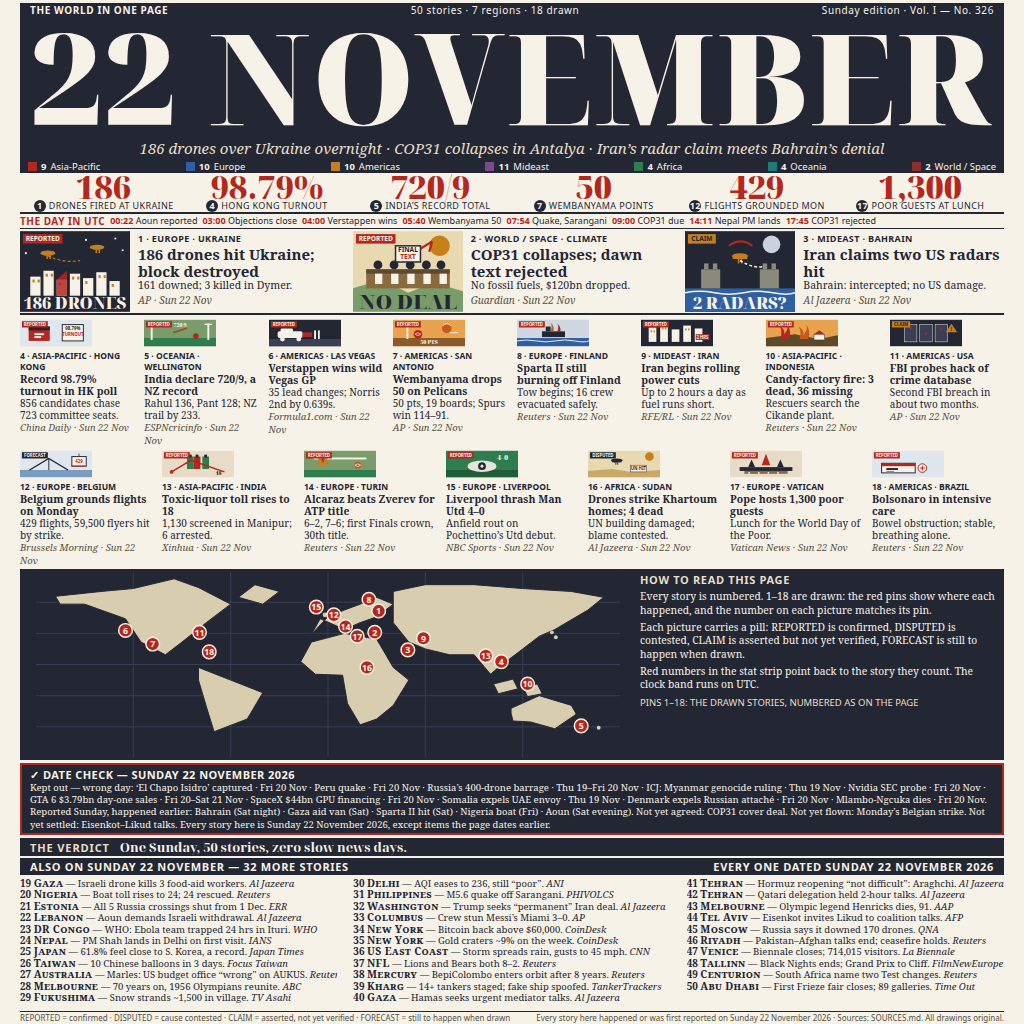 THE WORLD IN ONE PAGE
50 stories · 7 regions · 18 drawn
Sunday edition · Vol. I — No. 326
22 NOVEMBER
186 drones over Ukraine overnight · COP31 collapses in Antalya · Iran's radar claim meets Bahrain's denial
9 Asia-Pacific
10 Europe
10 Americas
11 Mideast
4 Africa
4 Oceania
2 World / Space
186
1 DRONES FIRED AT UKRAINE
98.79%
4 HONG KONG TURNOUT
720/9
5 INDIA'S RECORD TOTAL
50
7 WEMBANYAMA POINTS
429
12 FLIGHTS GROUNDED MON
1,300
17 POOR GUESTS AT LUNCH
THE DAY IN UTC 00:22 Aoun reported 03:00 Objections close 04:00 Verstappen wins 05:40 Wembanyama 50 07:54 Quake, Sarangani 09:00 COP31 due 14:11 Nepal PM lands 17:45 COP31 rejected
REPORTED
186 DRONES
1 · EUROPE · UKRAINE
186 drones hit Ukraine;
block destroyed
161 downed; 3 killed in Dymer.
AP · Sun 22 Nov
REPORTED
FINAL
TEXT
NO DEAL
2 · WORLD / SPACE · CLIMATE
COP31 collapses; dawn
text rejected
No fossil fuels, $120bn dropped.
Guardian · Sun 22 Nov
CLAIM
2 RADARS?
3 · MIDEAST · BAHRAIN
Iran claims two US radars
hit
Bahrain: intercepted; no US damage.
Al Jazeera · Sun 22 Nov
REPORTED
98.79%
TURNOUT
4 · ASIA-PACIFIC · HONG
KONG
Record 98.79%
turnout in HK poll
856 candidates chase
723 committee seats.
China Daily · Sun 22 Nov
REPORTED
720/9
5 · OCEANIA ·
WELLINGTON
India declare 720/9, a
NZ record
Rahul 136, Pant 128; NZ
trail by 233.
ESPNcricinfo · Sun 22
Nov
REPORTED
6 · AMERICAS · LAS VEGAS
Verstappen wins wild
Vegas GP
35 lead changes; Norris
2nd by 0.639s.
Formula1.com · Sun 22
Nov
REPORTED
50 PTS
7 · AMERICAS · SAN
ANTONIO
Wembanyama drops
50 on Pelicans
50 pts, 19 boards; Spurs
win 114–91.
AP · Sun 22 Nov
REPORTED
8 · EUROPE · FINLAND
Sparta II still
burning off Finland
Tow begins; 16 crew
evacuated safely.
Reuters · Sun 22 Nov
REPORTED
2HRS
9 · MIDEAST · IRAN
Iran begins rolling
power cuts
Up to 2 hours a day as
fuel runs short.
RFE/RL · Sun 22 Nov
REPORTED
10 · ASIA-PACIFIC ·
INDONESIA
Candy-factory fire: 3
dead, 36 missing
Rescuers search the
Cikande plant.
Reuters · Sun 22 Nov
CLAIM
11 · AMERICAS · USA
FBI probes hack of
crime database
Second FBI breach in
about two months.
AP · Sun 22 Nov
FORECAST
429
12 · EUROPE · BELGIUM
Belgium grounds flights
on Monday
429 flights, 59,500 flyers hit
by strike.
Brussels Morning · Sun 22
Nov
REPORTED
18
13 · ASIA-PACIFIC · INDIA
Toxic-liquor toll rises to
18
1,130 screened in Manipur;
6 arrested.
Xinhua · Sun 22 Nov
REPORTED
14 · EUROPE · TURIN
Alcaraz beats Zverev for
ATP title
6–2, 7–6; first Finals crown,
30th title.
Reuters · Sun 22 Nov
REPORTED
4 0
15 · EUROPE · LIVERPOOL
Liverpool thrash Man
Utd 4–0
Anfield rout on
Pochettino's Utd debut.
NBC Sports · Sun 22 Nov
DISPUTED
UN HIT
16 · AFRICA · SUDAN
Drones strike Khartoum
homes; 4 dead
UN building damaged;
blame contested.
Al Jazeera · Sun 22 Nov
REPORTED
17 · EUROPE · VATICAN
Pope hosts 1,300 poor
guests
Lunch for the World Day of
the Poor.
Vatican News · Sun 22 Nov
REPORTED
18 · AMERICAS · BRAZIL
Bolsonaro in intensive
care
Bowel obstruction; stable,
breathing alone.
Reuters · Sun 22 Nov
8
15
12
1
14
6
11
17
2
9
7
18
3
13
4
16
10
5
HOW TO READ THIS PAGE
Every story is numbered. 1–18 are drawn: the red pins show where each
happened, and the number on each picture matches its pin.
Each picture carries a pill: REPORTED is confirmed, DISPUTED is
contested, CLAIM is asserted but not yet verified, FORECAST is still to
happen when drawn.
Red numbers in the stat strip point back to the story they count. The
clock band runs on UTC.
PINS 1–18: THE DRAWN STORIES, NUMBERED AS ON THE PAGE
✓ DATE CHECK — SUNDAY 22 NOVEMBER 2026
Kept out — wrong day: ‘El Chapo Isidro’ captured · Fri 20 Nov · Peru quake · Fri 20 Nov · Russia's 400-drone barrage · Thu 19–Fri 20 Nov · ICJ: Myanmar genocide ruling · Thu 19 Nov · Nvidia SEC probe · Fri 20 Nov ·
GTA 6 $3.79bn day-one sales · Fri 20–Sat 21 Nov · SpaceX $44bn GPU financing · Fri 20 Nov · Somalia expels UAE envoy · Thu 19 Nov · Denmark expels Russian attaché · Fri 20 Nov · Mlambo-Ngcuka dies · Fri 20 Nov.
Reported Sunday, happened earlier: Bahrain (Sat night) · Gaza aid van (Sat) · Sparta II hit (Sat) · Nigeria boat (Fri) · Aoun (Sat evening). Not yet agreed: COP31 cover deal. Not yet flown: Monday's Belgian strike. Not
yet settled: Eisenkot–Likud talks. Every story here is Sunday 22 November 2026, except items the page dates earlier.
THE VERDICT One Sunday, 50 stories, zero slow news days.
ALSO ON SUNDAY 22 NOVEMBER — 32 MORE STORIES
EVERY ONE DATED SUNDAY 22 NOVEMBER 2026
19 GAZA — Israeli drone kills 3 food-aid workers. Al Jazeera
20 NIGERIA — Boat toll rises to 24; 24 rescued. Reuters
21 ESTONIA — All 5 Russia crossings shut from 1 Dec. ERR
22 LEBANON — Aoun demands Israeli withdrawal. Al Jazeera
23 DR CONGO — WHO: Ebola team trapped 24 hrs in Ituri. WHO
24 NEPAL — PM Shah lands in Delhi on first visit. IANS
25 JAPAN — 61.8% feel close to S. Korea, a record. Japan Times
26 TAIWAN — 10 Chinese balloons in 3 days. Focus Taiwan
27 AUSTRALIA — Marles: US budget office “wrong” on AUKUS. Reuter
28 MELBOURNE — 70 years on, 1956 Olympians reunite. ABC
29 FUKUSHIMA — Snow strands ~1,500 in village. TV Asahi
30 DELHI — AQI eases to 236, still “poor”. ANI
31 PHILIPPINES — M5.6 quake off Sarangani. PHIVOLCS
32 WASHINGTON — Trump seeks “permanent” Iran deal. Al Jazeera
33 COLUMBUS — Crew stun Messi's Miami 3–0. AP
34 NEW YORK — Bitcoin back above $60,000. CoinDesk
35 NEW YORK — Gold craters ~9% on the week. CoinDesk
36 US EAST COAST — Storm spreads rain, gusts to 45 mph. CNN
37 NFL — Lions and Bears both 8–2. Reuters
38 MERCURY — BepiColombo enters orbit after 8 years. Reuters
39 KHARG — 14+ tankers staged; fake ship spoofed. TankerTrackers
40 GAZA — Hamas seeks urgent mediator talks. Al Jazeera
41 TEHRAN — Hormuz reopening “not difficult”: Araghchi. Al Jazeera
42 TEHRAN — Qatari delegation held 2-hour talks. Al Jazeera
43 MELBOURNE — Olympic legend Henricks dies, 91. AAP
44 TEL AVIV — Eisenkot invites Likud to coalition talks. AFP
45 MOSCOW — Russia says it downed 170 drones. QNA
46 RIYADH — Pakistan–Afghan talks end; ceasefire holds. Reuters
47 VENICE — Biennale closes; 714,015 visitors. La Biennale
48 TALLINN — Black Nights ends; Grand Prix to Cliff. FilmNewEurope
49 CENTURION — South Africa name two Test changes. Reuters
50 ABU DHABI — First Frieze fair closes; 89 galleries. Time Out
REPORTED = confirmed · DISPUTED = cause contested · CLAIM = asserted, not yet verified · FORECAST = still to happen when drawn
Every story here happened or was first reported on Sunday 22 November 2026 · Sources: SOURCES.md. All drawings original.